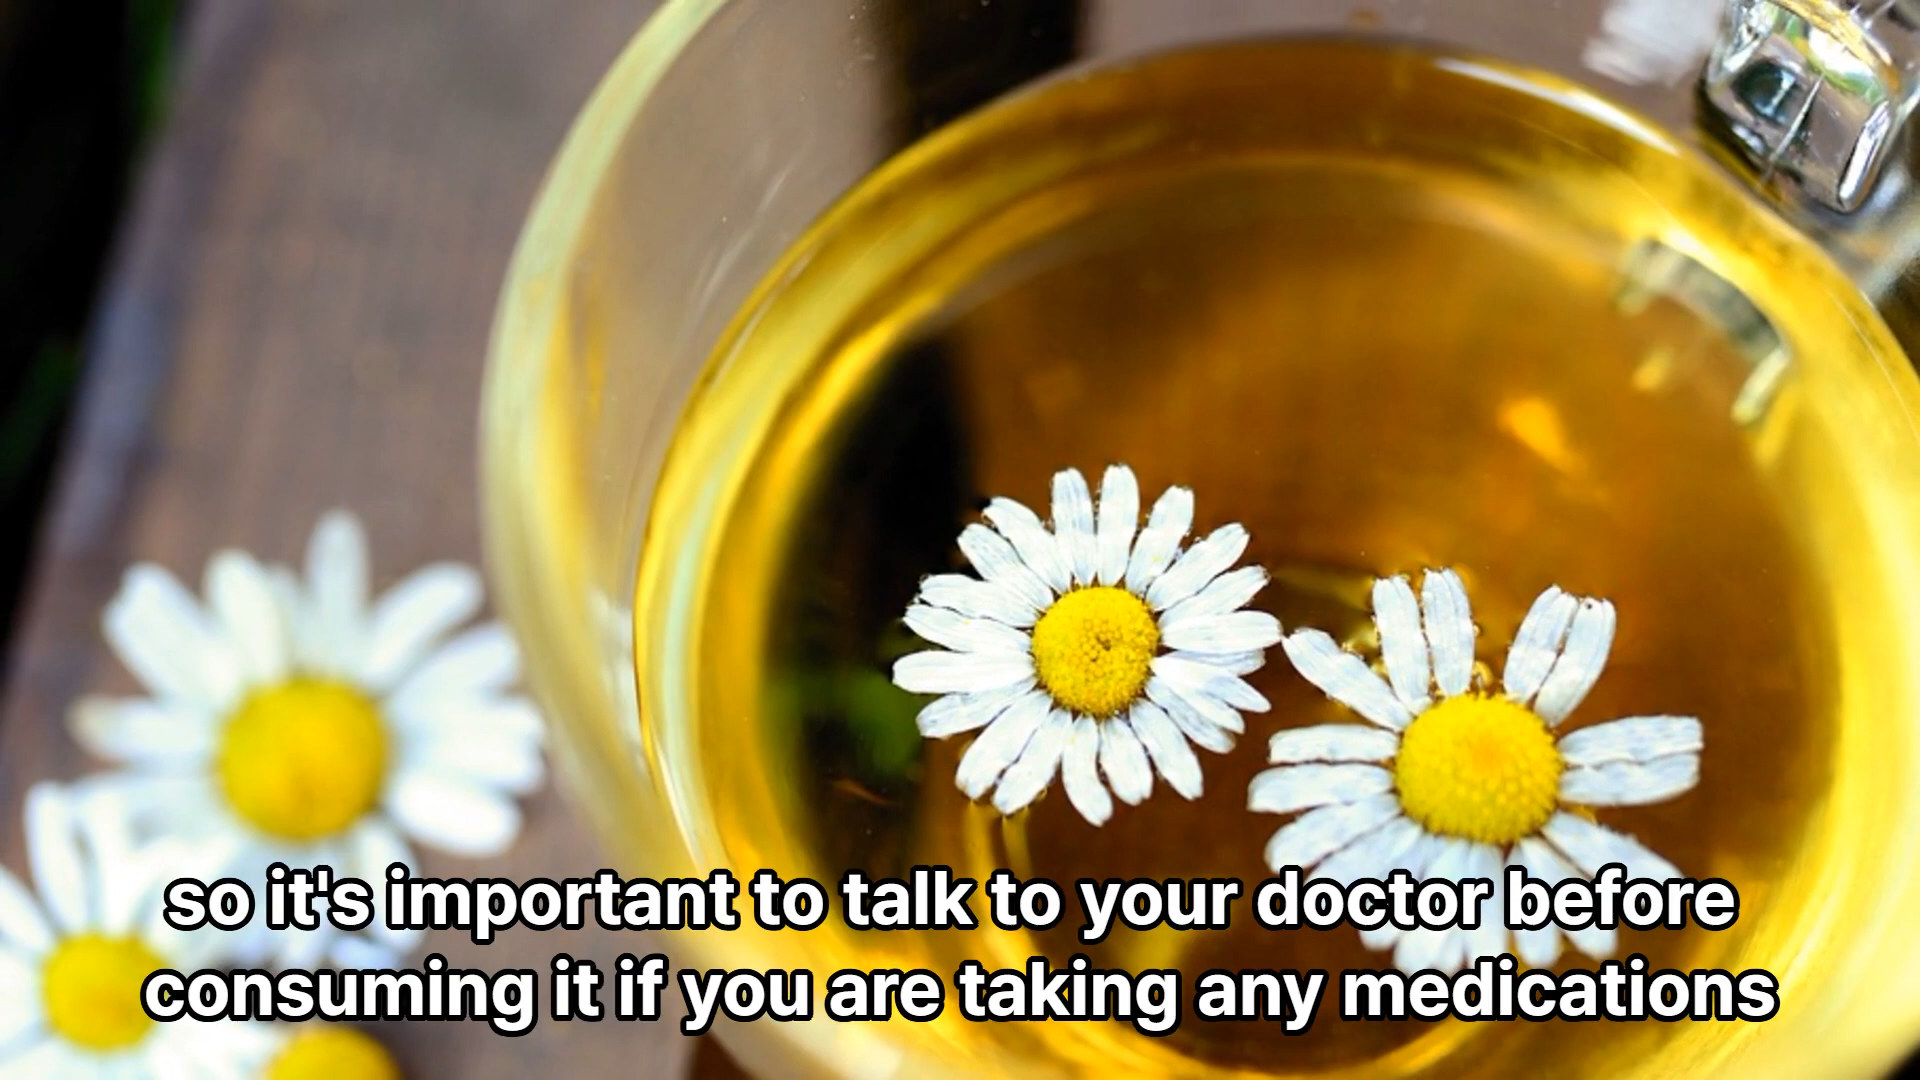 so it's important to talk to your doctor before
consuming it if you are taking any medications